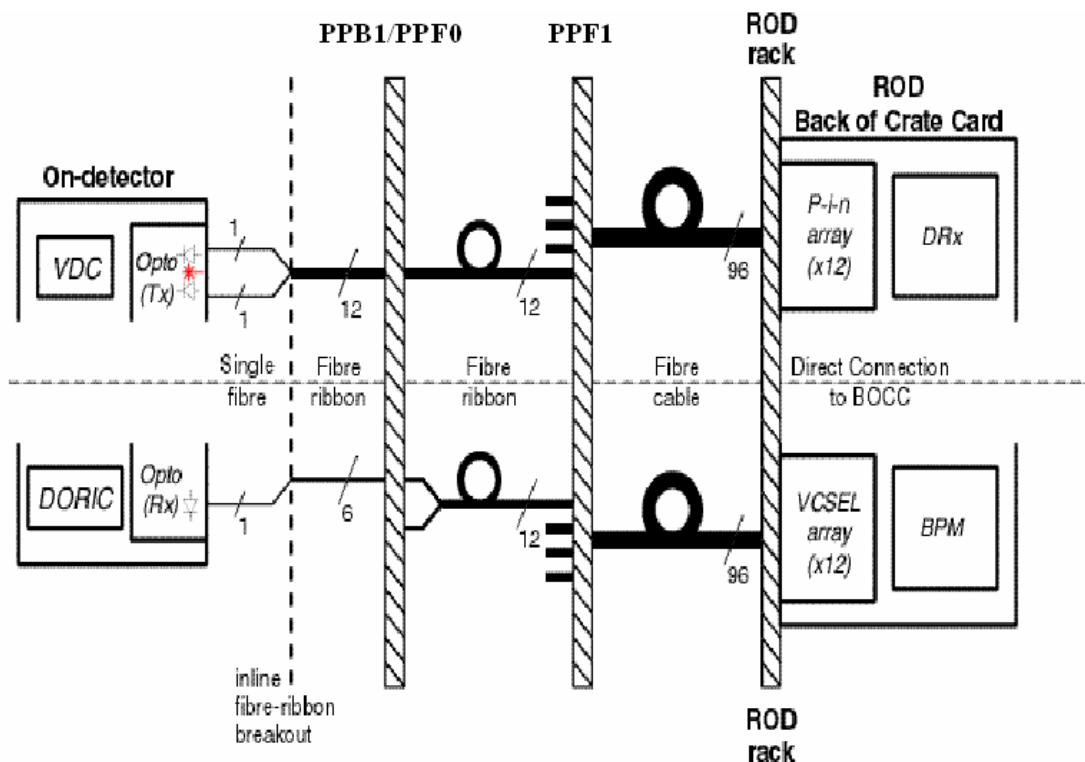 PPB1/PPF0
PPF1
ROD
rack
ROD
Back of Crate Card
On-detector
VDC
Opto
(Tx)
1
1
12
12
96
P-i-n
array
(x12)
DRx
Single
fibre
Fibre
ribbon
Fibre
ribbon
Fibre
cable
Direct Connection
to BOCC
DORIC
Opto
(Rx)
1
6
12
96
VCSEL
array
(x12)
BPM
inline
fibre-ribbon
breakout
ROD
rack